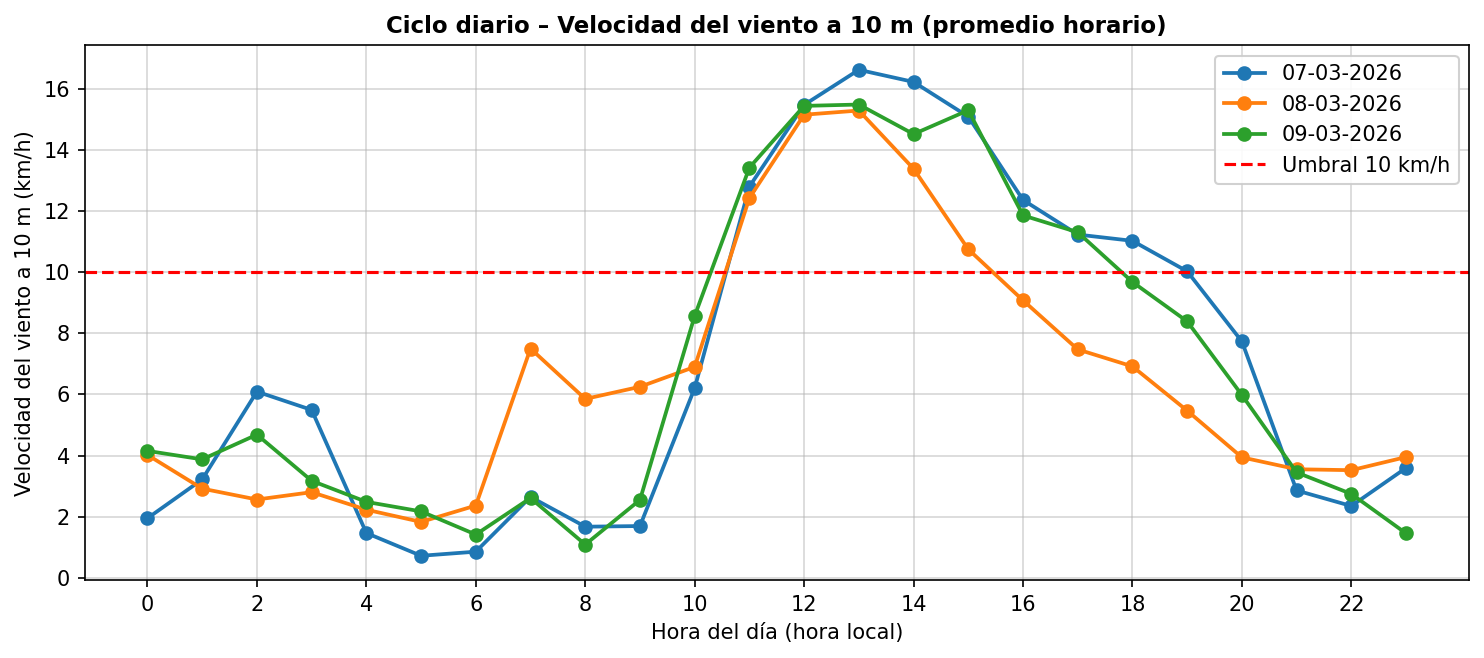 Ciclo diario – Velocidad del viento a 10 m (promedio horario)
Velocidad del viento a 10 m (km/h)
16
14
12
10
8
6
4
2
0
07-03-2026
08-03-2026
09-03-2026
Umbral 10 km/h
0 2 4 6 8 10 12 14 16 18 20 22
Hora del día (hora local)